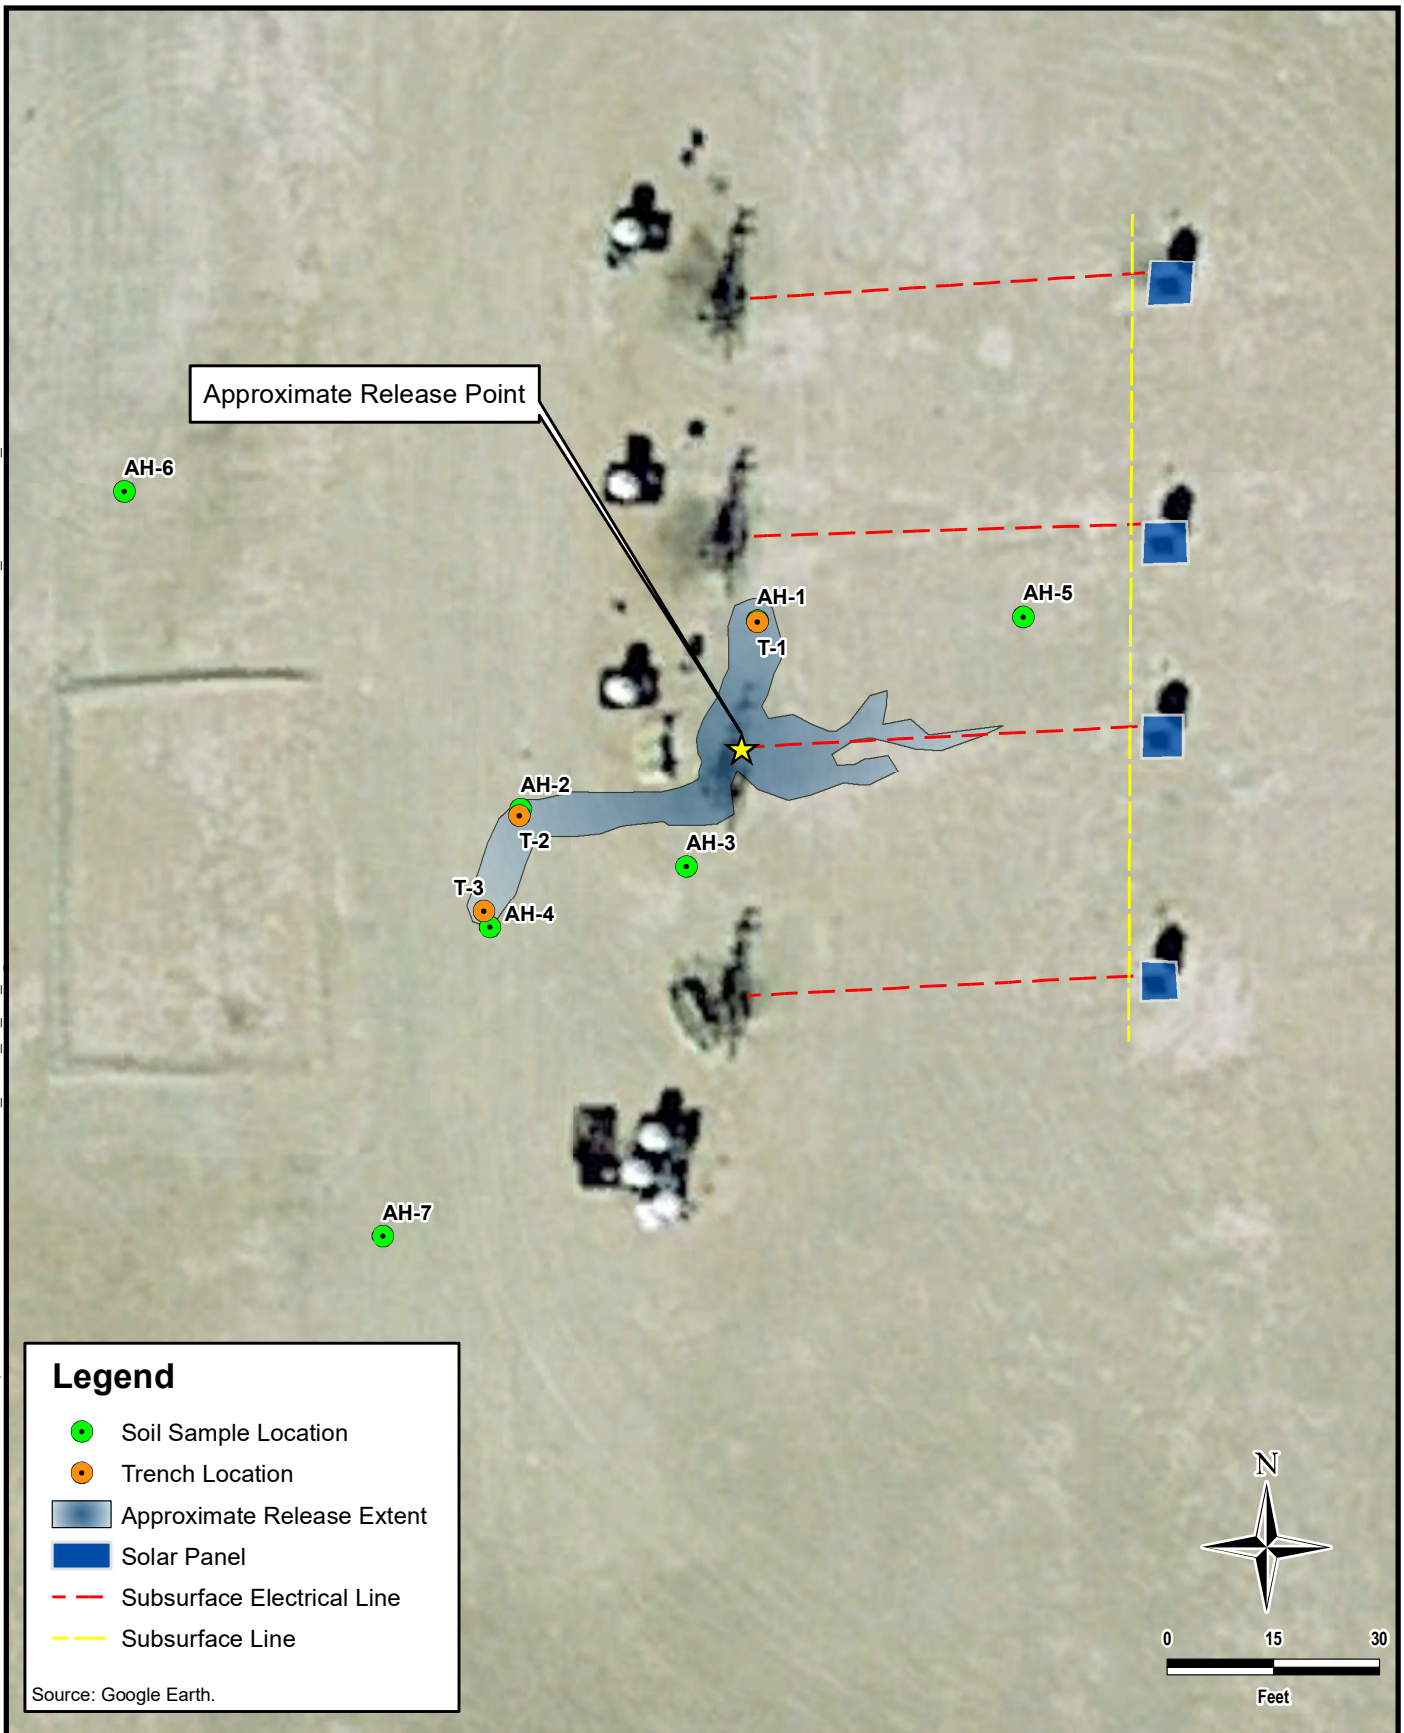 Approximate Release Point
AH-6
AH-1
AH-5
T-1
AH-2
T-2
AH-3
T-3
AH-4
AH-7
Legend
Soil Sample Location
Trench Location
Approximate Release Extent
Solar Panel
Subsurface Electrical Line
Subsurface Line
Source: Google Earth.
N
0 15 30
Feet